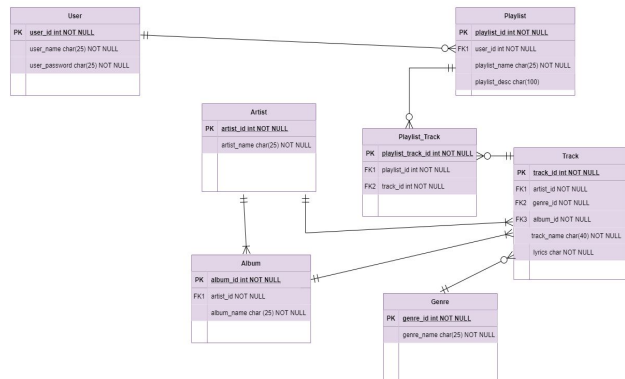 User
PK user_id int NOT NULL
user_name char(25) NOT NULL
user_password char(25) NOT NULL
Playlist
PK playlist_id int NOT NULL
FK1 user_id int NOT NULL
playlist_name char(25) NOT NULL
playlist_desc char(100)
Artist
PK artist_id int NOT NULL
artist_name char(25) NOT NULL
Playlist_Track
PK playlist_track_id int NOT NULL
FK1 playlist_id int NOT NULL
FK2 track_id int NOT NULL
Track
PK track_id int NOT NULL
FK1 artist_id NOT NULL
FK2 genre_id NOT NULL
FK3 album_id NOT NULL
track_name char(40) NOT NULL
lyrics char NOT NULL
Album
PK album_id int NOT NULL
FK1 artist_id NOT NULL
album_name char (25) NOT NULL
Genre
PK genre_id int NOT NULL
genre_name char(25) NOT NULL